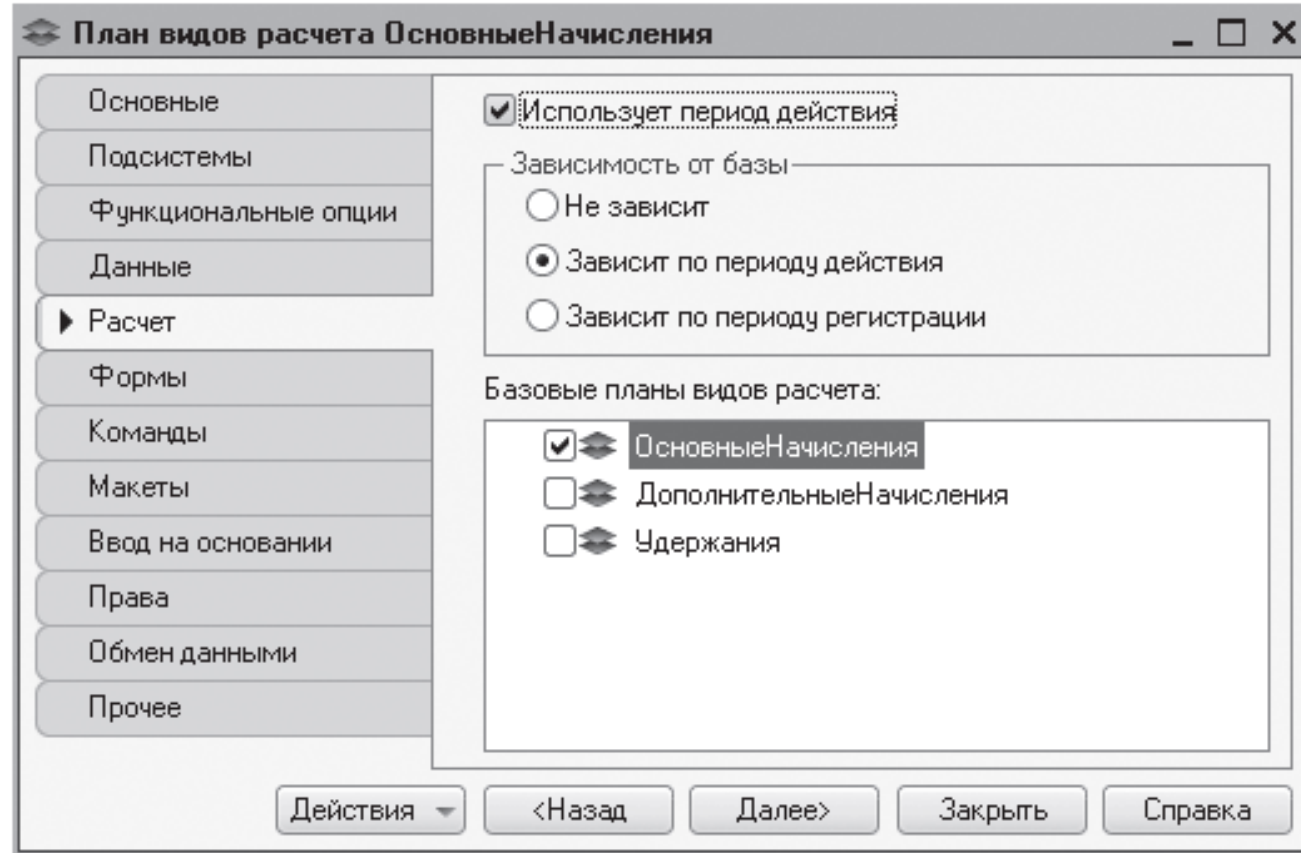 План видов расчета ОсновныеНачисления
Основные
Подсистемы
Функциональные опции
Данные
Расчет
Формы
Команды
Макеты
Ввод на основании
Права
Обмен данными
Прочее
Использует период действия
Зависимость от базы
Не зависит
Зависит по периоду действия
Зависит по периоду регистрации
Базовые планы видов расчета:
ОсновныеНачисления
ДополнительныеНачисления
Удержания
Действия
<Назад
Далее>
Закрыть
Справка